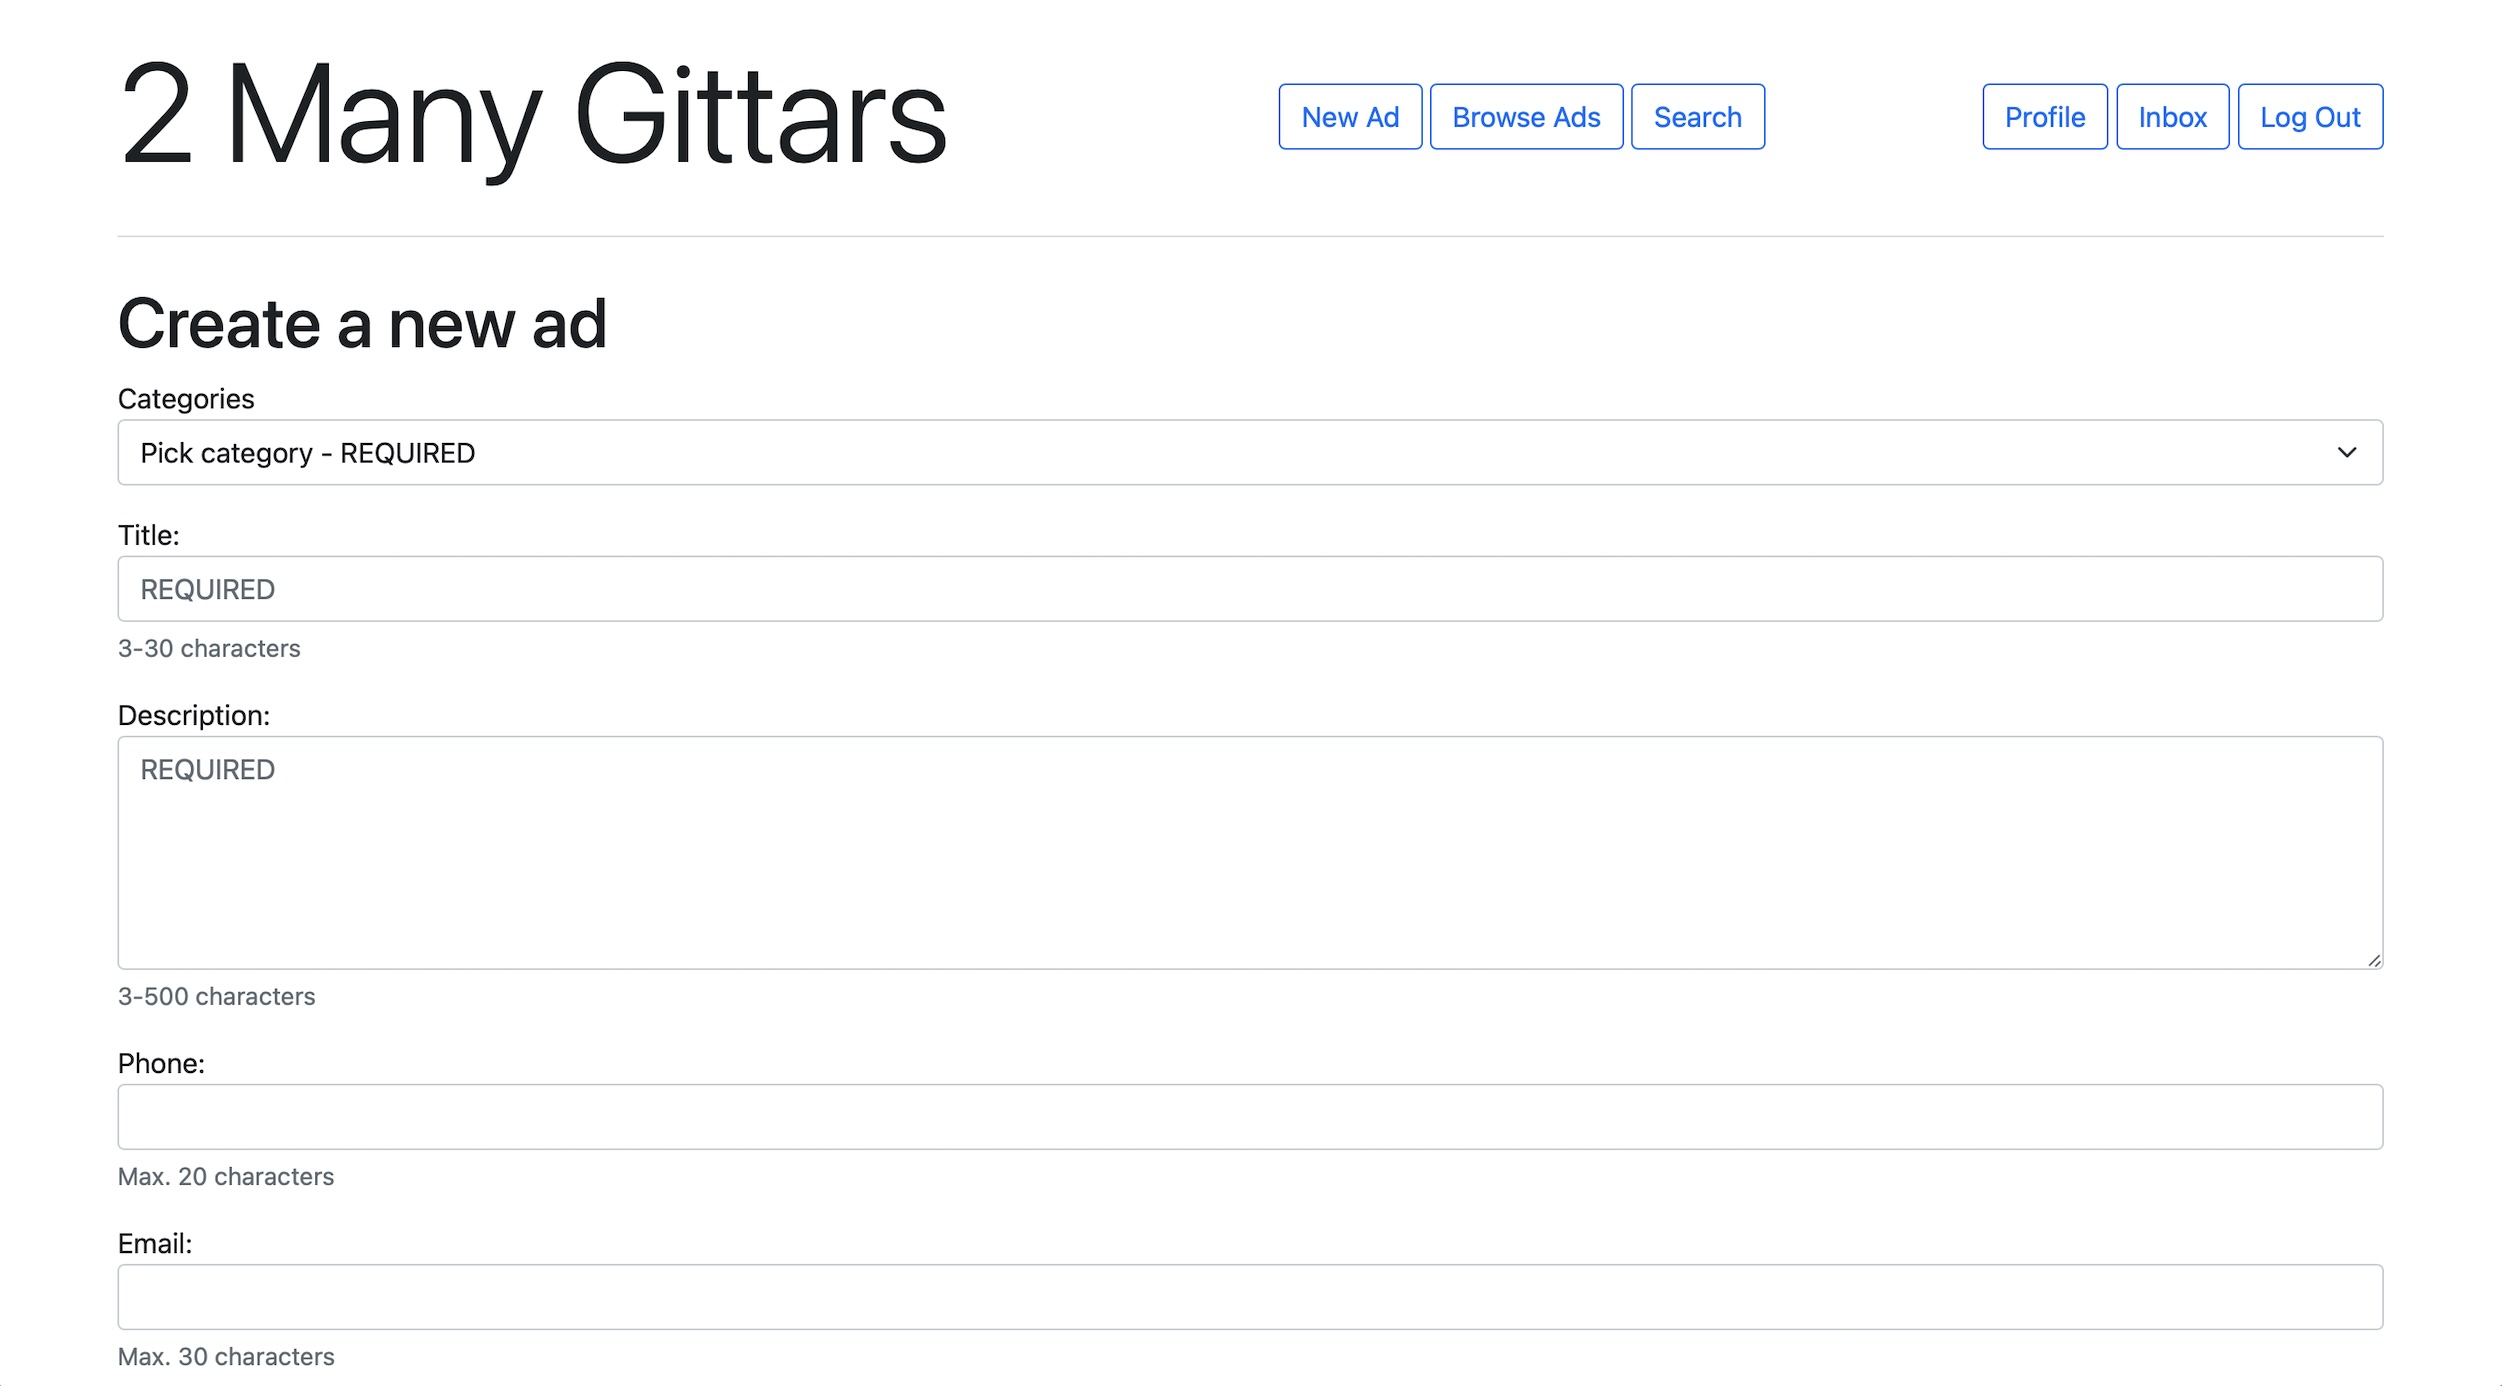 2 Many Gittars
New Ad Browse Ads Search Profile Inbox Log Out
Create a new ad
Categories
Pick category - REQUIRED
Title:
REQUIRED
3-30 characters
Description:
REQUIRED
3-500 characters
Phone:
Max. 20 characters
Email:
Max. 30 characters